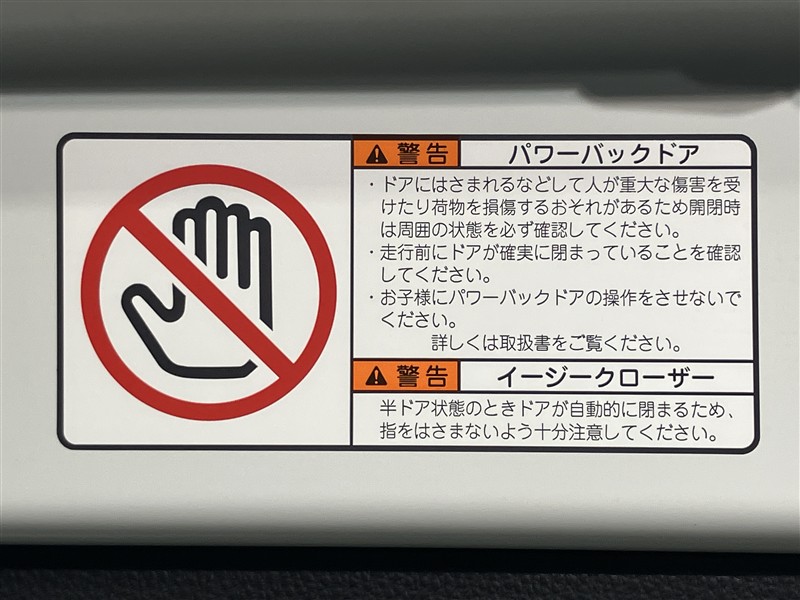 警告 パワーバックドア
・ドアにはさまれるなどして人が重大な傷害を受
けたり荷物を損傷するおそれがあるため開閉時
は周囲の状態を必ず確認してください。
・走行前にドアが確実に閉まっていることを確認
してください。
・お子様にパワーバックドアの操作をさせないで
ください。
詳しくは取扱書をご覧ください。
警告 イージークローザー
半ドア状態のときドアが自動的に閉まるため、
指をはさまないよう十分注意してください。